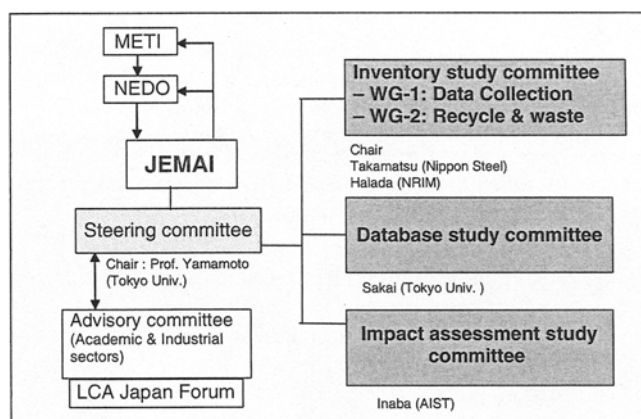 METI
NEDO
JEMAI
Steering committee
Chair : Prof. Yamamoto
(Tokyo Univ.)
Advisory committee
(Academic & Industrial
sectors)
LCA Japan Forum
Inventory study committee
– WG-1: Data Collection
– WG-2: Recycle & waste
Chair
Takamatsu (Nippon Steel)
Halada (NRIM)
Database study committee
Sakai (Tokyo Univ. )
Impact assessment study
committee
Inaba (AIST)